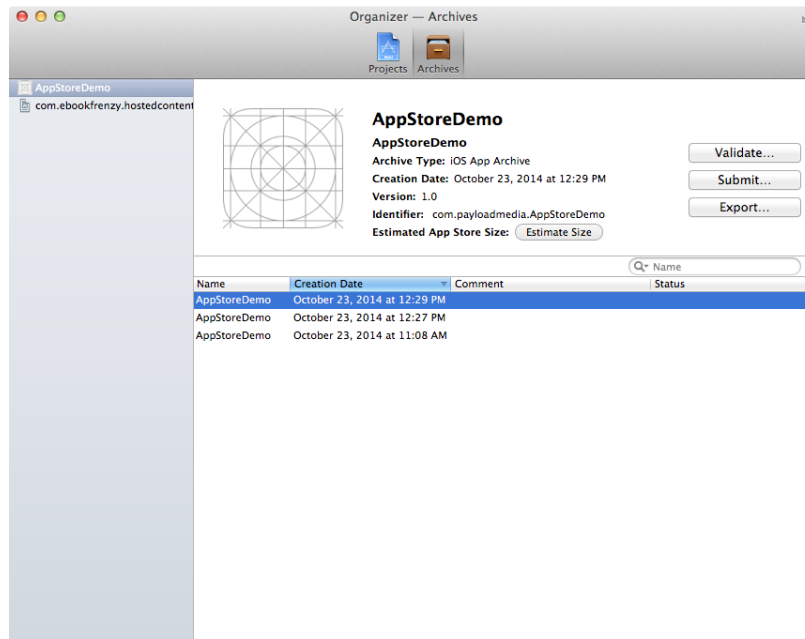 Organizer — Archives
Projects Archives
AppStoreDemo
com.ebookfrenzy.hostedcontent
AppStoreDemo
AppStoreDemo
Archive Type: iOS App Archive
Creation Date: October 23, 2014 at 12:29 PM
Version: 1.0
Identifier: com.payloadmedia.AppStoreDemo
Estimated App Store Size: Estimate Size
Validate...
Submit...
Export...
Name
Name Creation Date Comment Status
AppStoreDemo October 23, 2014 at 12:29 PM
AppStoreDemo October 23, 2014 at 12:27 PM
AppStoreDemo October 23, 2014 at 11:08 AM